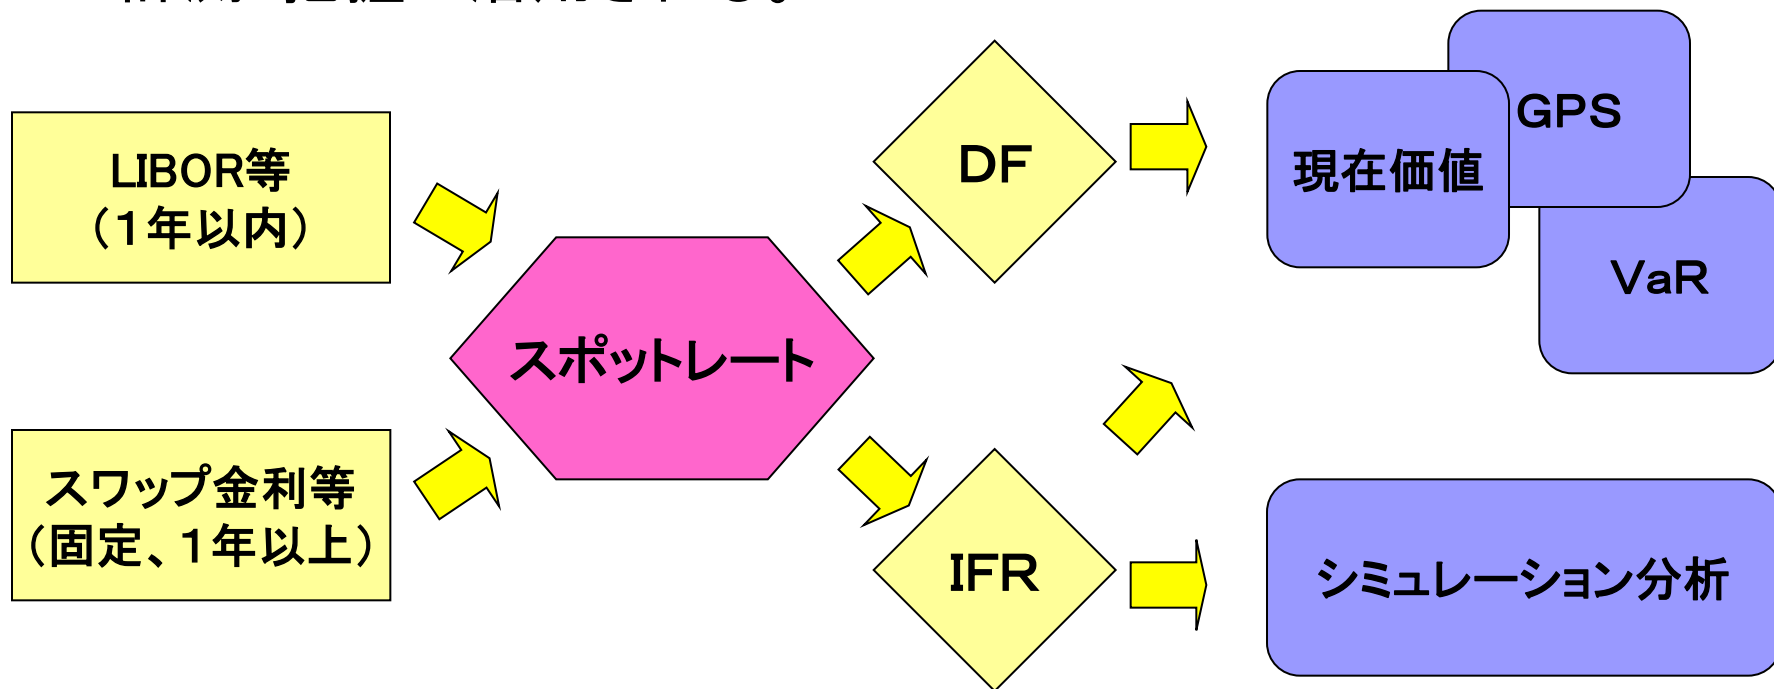 LIBOR等
（1年以内）
スワップ金利等
（固定、1年以上）
スポットレート
DF
IFR
現在価値
GPS
VaR
シミュレーション分析